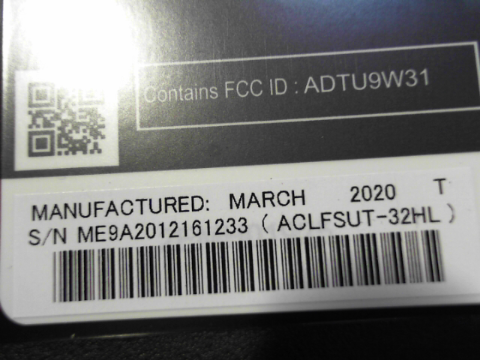 Contains FCC ID : ADTU9W31
MANUFACTURED: MARCH 2020 T
S/N ME9A2012161233 ( ACLFSUT-32HL )